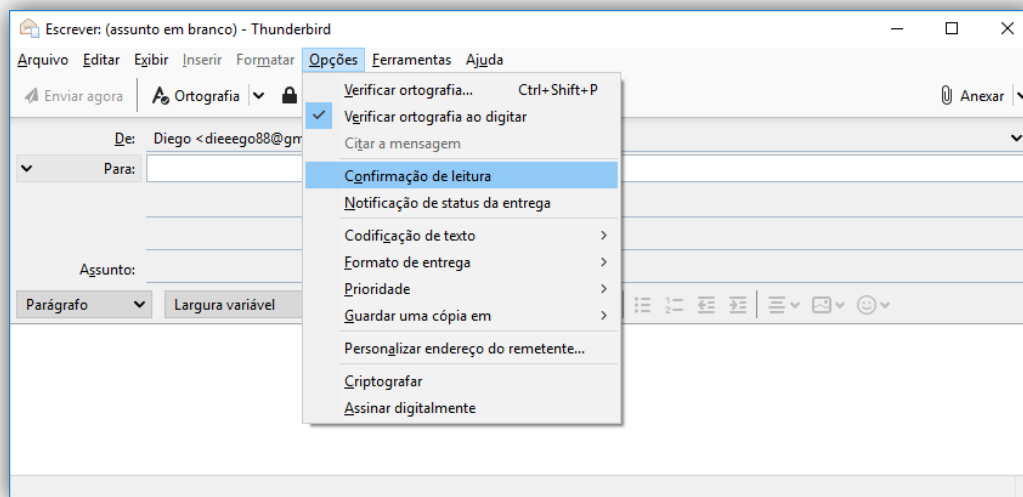 Escrever: (assunto em branco) - Thunderbird
Arquivo Editar Exibir Inserir Formatar Opções Ferramentas Ajuda
Enviar agora Ortografia Anexar
Verificar ortografia... Ctrl+Shift+P
Verificar ortografia ao digitar
De: Diego <dieeego88@gm
Citar a mensagem
Para:
Confirmação de leitura
Notificação de status da entrega
Codificação de texto
Formato de entrega
Assunto:
Prioridade
Parágrafo Largura variável
Guardar uma cópia em
Personalizar endereço do remetente...
Criptografar
Assinar digitalmente